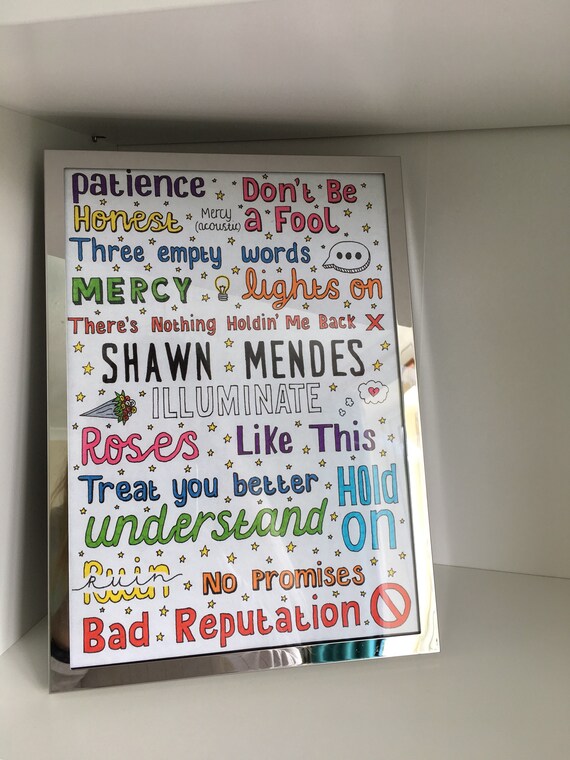 patience Don't Be
Honest Mercy (acoustic) a Fool
Three empty words
MERCY lights on
There's Nothing Holdin' Me Back X
SHAWN MENDES
ILLUMINATE
Roses Like This
Treat you better Hold
understand on
Ruin No Promises
Bad Reputation